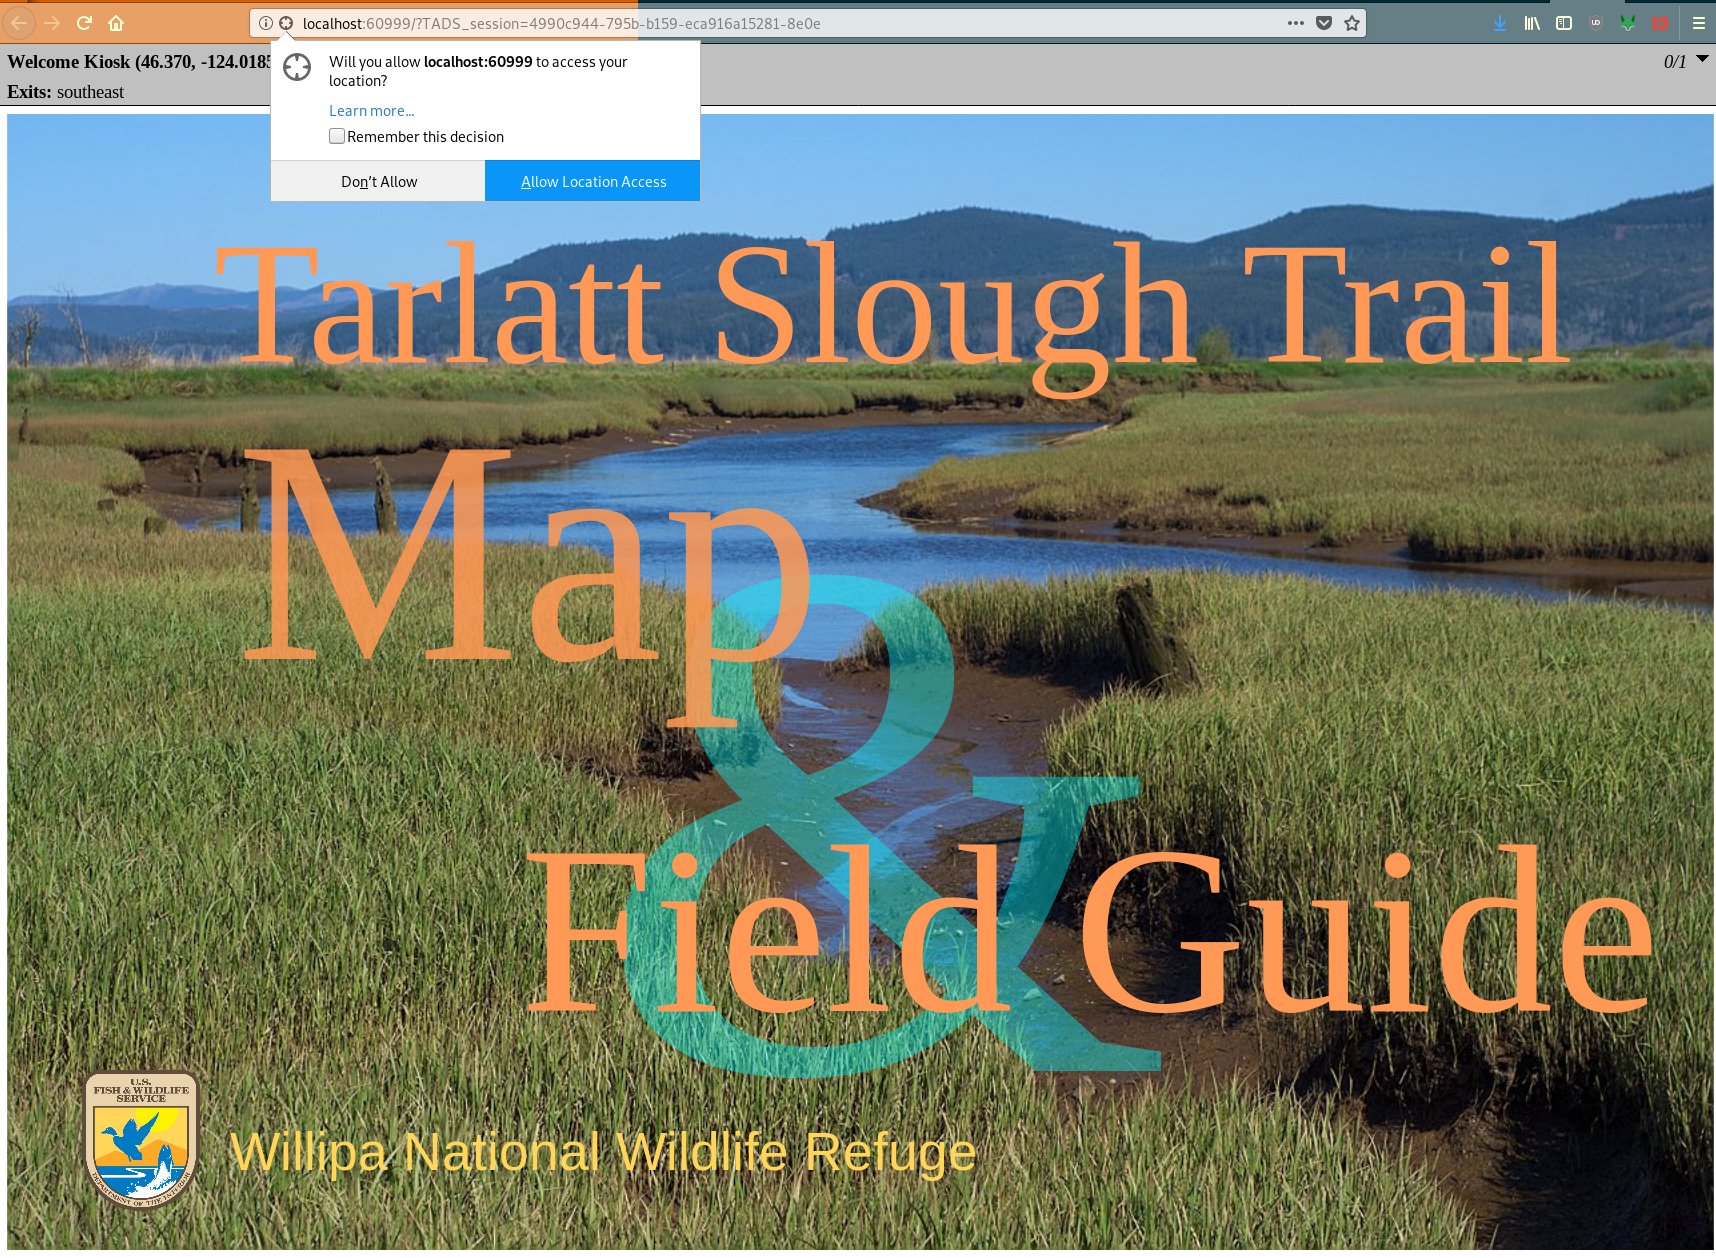 localhost:60999/?TADS_session=4990c944-795b-b159-eca916a15281-8e0e
Welcome Kiosk (46.370, -124.0185
0/1
Exits: southeast
Will you allow localhost:60999 to access your
location?
Learn more...
Remember this decision
Don't Allow
Allow Location Access
Tarlatt Slough Trail
Map
&
Field Guide
U.S.
FISH & WILDLIFE
SERVICE
DEPARTMENT OF THE INTERIOR
Willipa National Wildlife Refuge